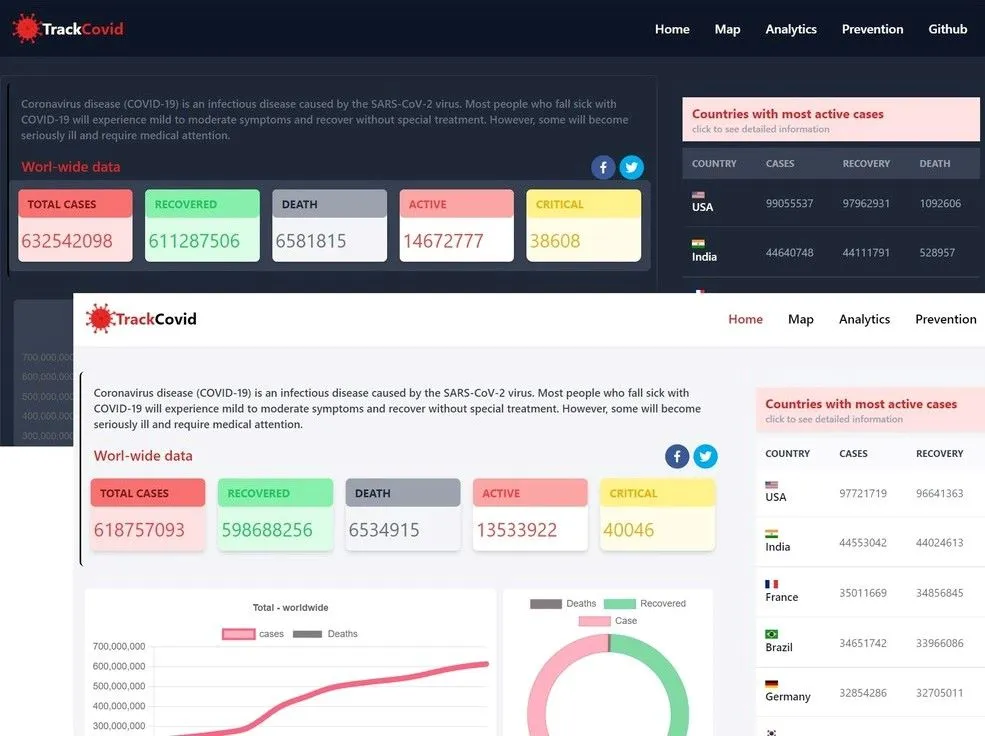 TrackCovid
Home Map Analytics Prevention Github
Coronavirus disease (COVID-19) is an infectious disease caused by the SARS-CoV-2 virus. Most people who fall sick with
COVID-19 will experience mild to moderate symptoms and recover without special treatment. However, some will become
seriously ill and require medical attention.
Worl-wide data
TOTAL CASES RECOVERED DEATH ACTIVE CRITICAL
632542098 611287506 6581815 14672777 38608
Countries with most active cases
click to see detailed information
COUNTRY CASES RECOVERY DEATH
USA 99055537 97962931 1092606
India 44640748 44111791 528957
700,000,000
600,000,000
500,000,000
400,000,000
300,000,000
TrackCovid
Home Map Analytics Prevention
Coronavirus disease (COVID-19) is an infectious disease caused by the SARS-CoV-2 virus. Most people who fall sick with
COVID-19 will experience mild to moderate symptoms and recover without special treatment. However, some will become
seriously ill and require medical attention.
Worl-wide data
TOTAL CASES RECOVERED DEATH ACTIVE CRITICAL
618757093 598688256 6534915 13533922 40046
Total - worldwide
cases Deaths
700,000,000
600,000,000
500,000,000
400,000,000
300,000,000
Deaths Recovered
Case
Countries with most active cases
click to see detailed information
COUNTRY CASES RECOVERY
USA 97721719 96641363
India 44553042 44024613
France 35011669 34856845
Brazil 34651742 33966086
Germany 32854286 32705011